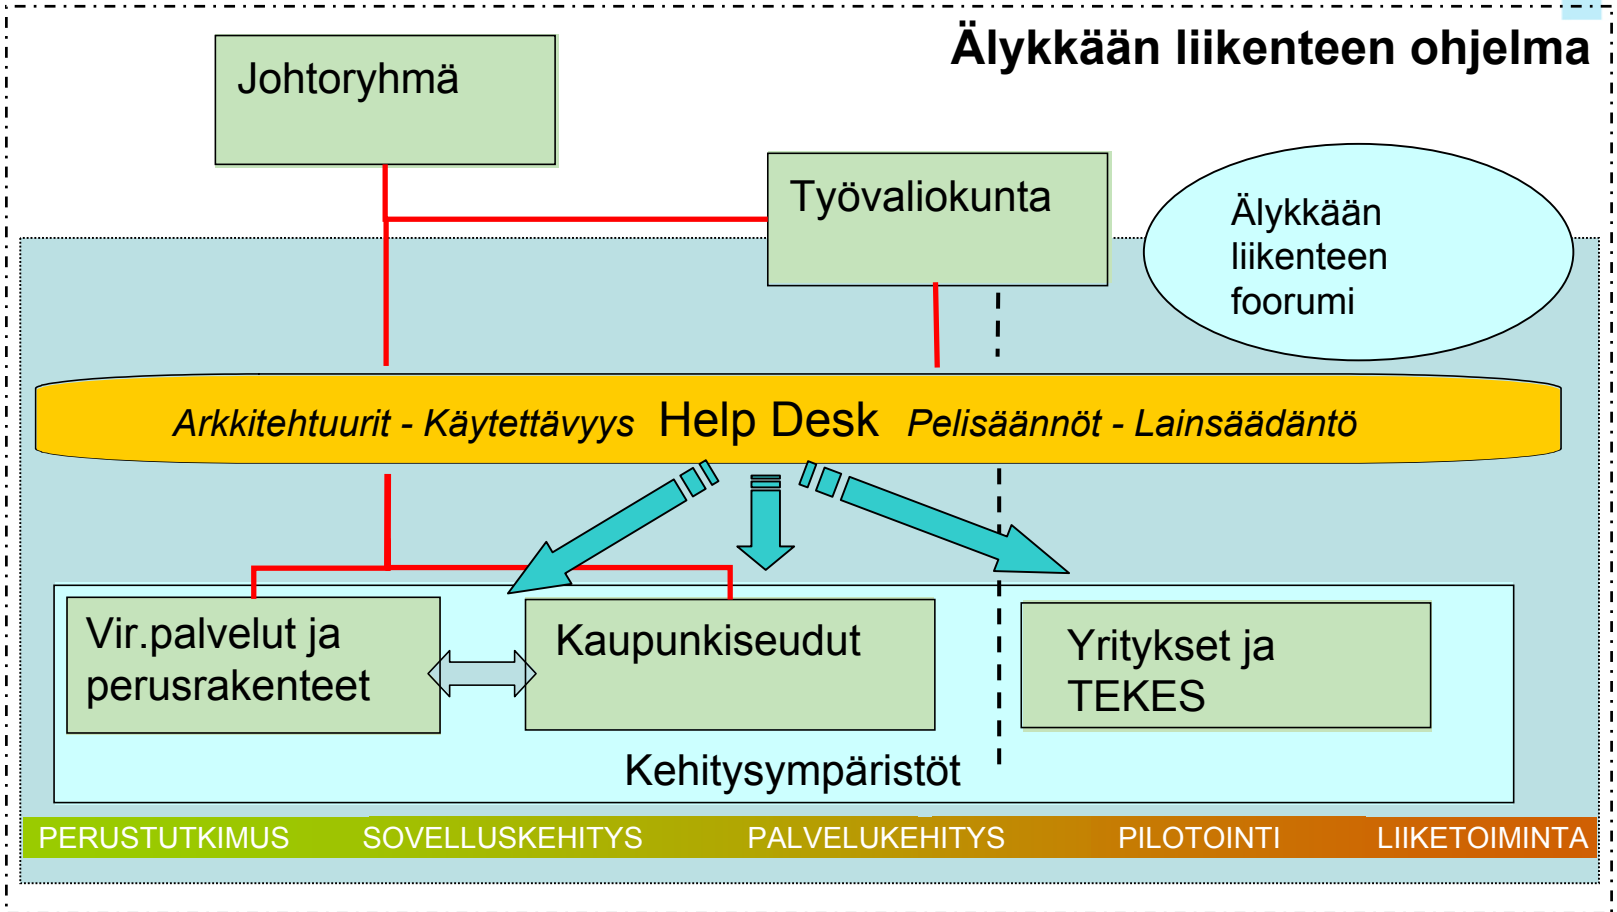 Älykkään liikenteen ohjelma
Johtoryhmä
Työvaliokunta
Älykkään
liikenteen
foorumi
Arkkitehtuurit - Käytettävyys Help Desk Pelisäännöt - Lainsäädäntö
Vir.palvelut ja
perusrakenteet
Kaupunkiseudut
Yritykset ja
TEKES
Kehitysympäristöt
PERUSTUTKIMUS SOVELLUSKEHITYS PALVELUKEHITYS PILOTOINTI LIIKETOIMINTA